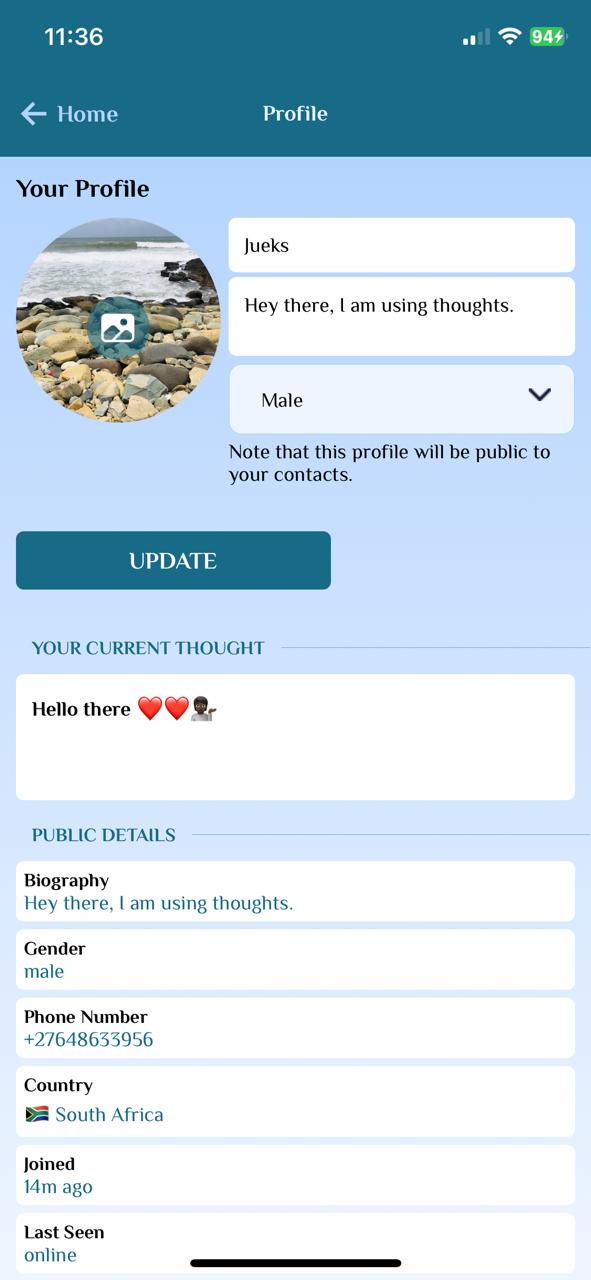 11:36
94
Home
Profile
Your Profile
Jueks
Hey there, I am using thoughts.
Male
Note that this profile will be public to
your contacts.
UPDATE
YOUR CURRENT THOUGHT
Hello there ❤️❤️💁🏿‍♂️
PUBLIC DETAILS
Biography
Hey there, I am using thoughts.
Gender
male
Phone Number
+27648633956
Country
🇿🇦 South Africa
Joined
14m ago
Last Seen
online